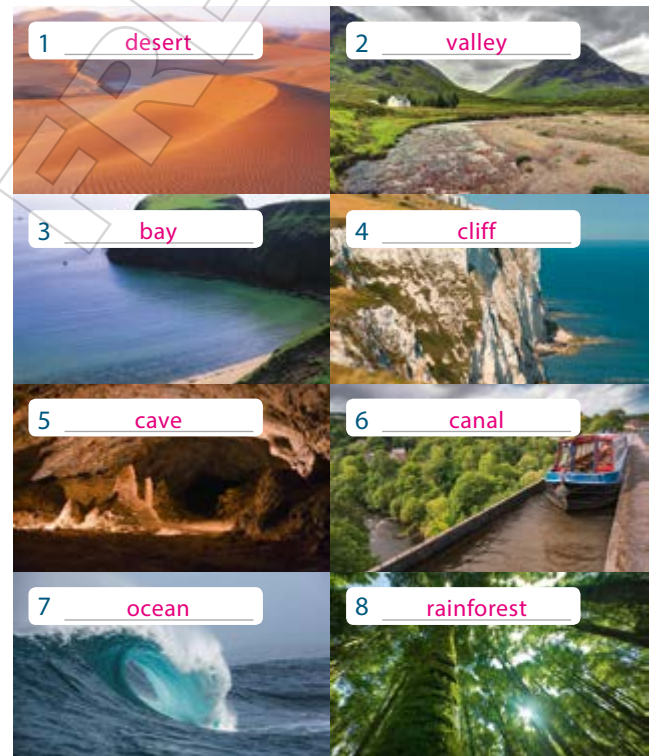 1 desert
2 valley
3 bay
4 cliff
5 cave
6 canal
7 ocean
8 rainforest